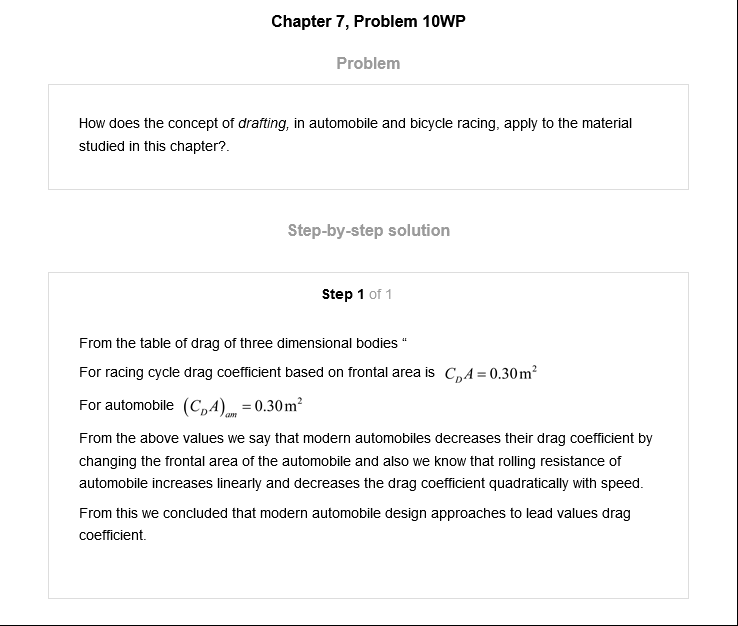 Chapter 7, Problem 10WP
Problem
How does the concept of drafting, in automobile and bicycle racing, apply to the material
studied in this chapter?.
Step-by-step solution
Step 1 of 1
From the table of drag of three dimensional bodies “
For racing cycle drag coefficient based on frontal area is C_D A = 0.30 m²
For automobile (C_D A)_am = 0.30 m²
From the above values we say that modern automobiles decreases their drag coefficient by
changing the frontal area of the automobile and also we know that rolling resistance of
automobile increases linearly and decreases the drag coefficient quadratically with speed.
From this we concluded that modern automobile design approaches to lead values drag
coefficient.